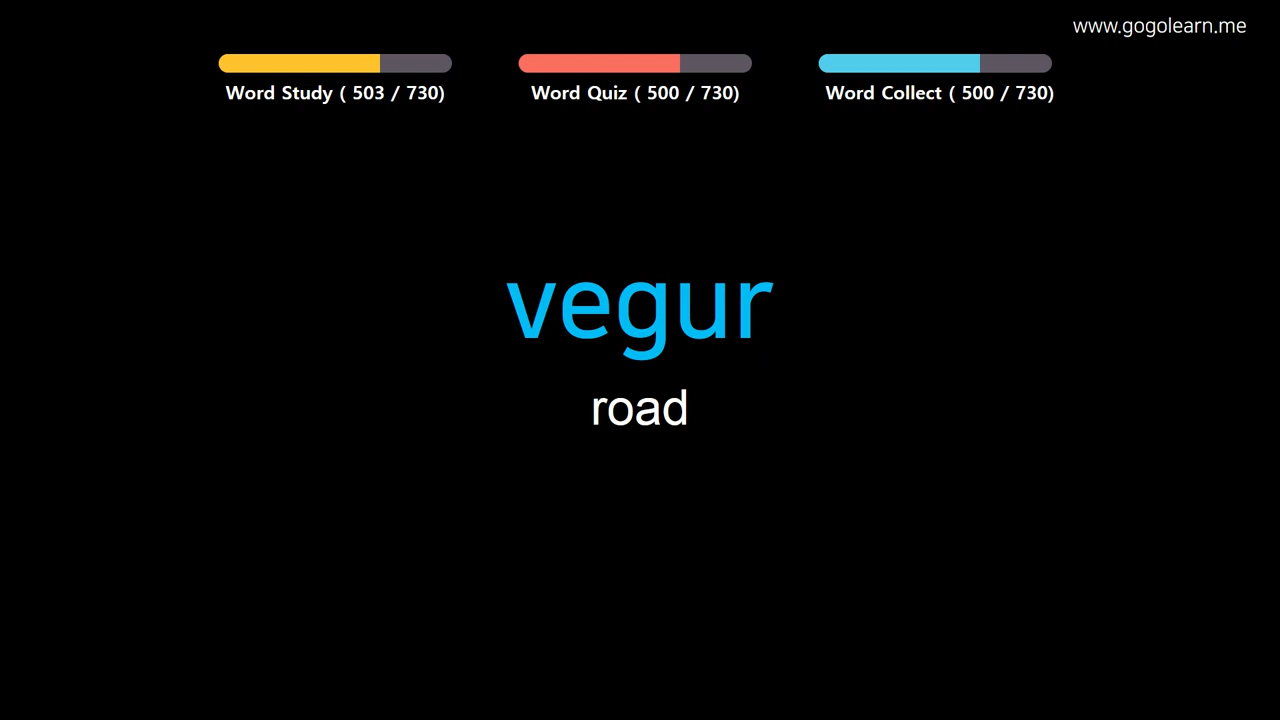 www.gogolearn.me
Word Study ( 503 / 730)
Word Quiz ( 500 / 730)
Word Collect ( 500 / 730)
vegur
road